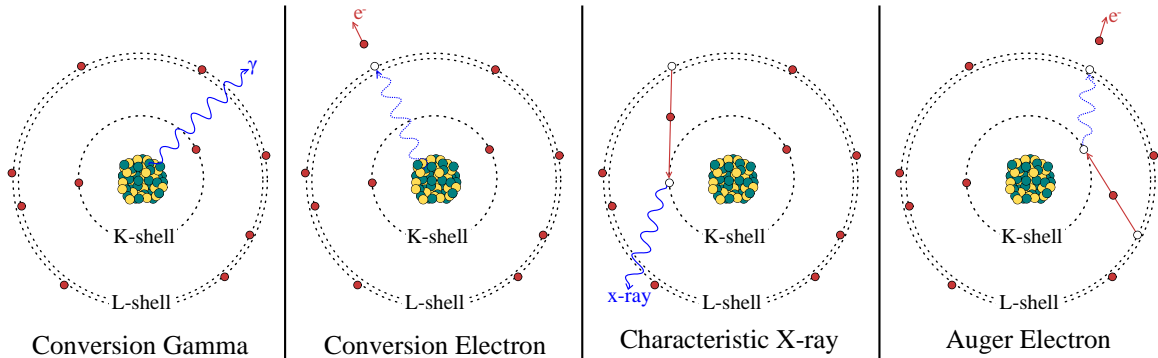 γ
K-shell
L-shell
Conversion Gamma
e-
K-shell
L-shell
Conversion Electron
K-shell
x-ray
L-shell
Characteristic X-ray
e-
K-shell
L-shell
Auger Electron